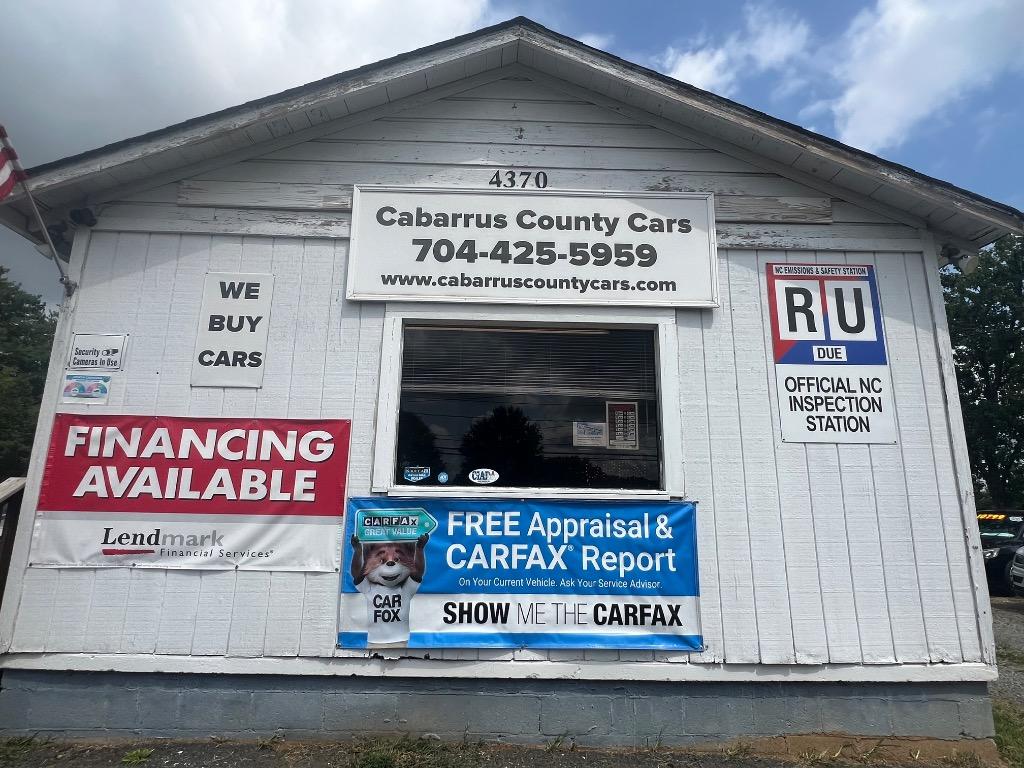 4370
Cabarrus County Cars
704-425-5959
www.cabarruscountycars.com
WE
BUY
CARS
NC EMISSIONS & SAFETY STATION
R U
DUE
OFFICIAL NC
INSPECTION
STATION
Security
Cameras In Use
FINANCING
AVAILABLE
Lendmark
Financial Services
CARFAX
GREAT VALUE
CAR
FOX
FREE Appraisal &
CARFAX® Report
On Your Current Vehicle. Ask Your Service Advisor.
SHOW ME THE CARFAX